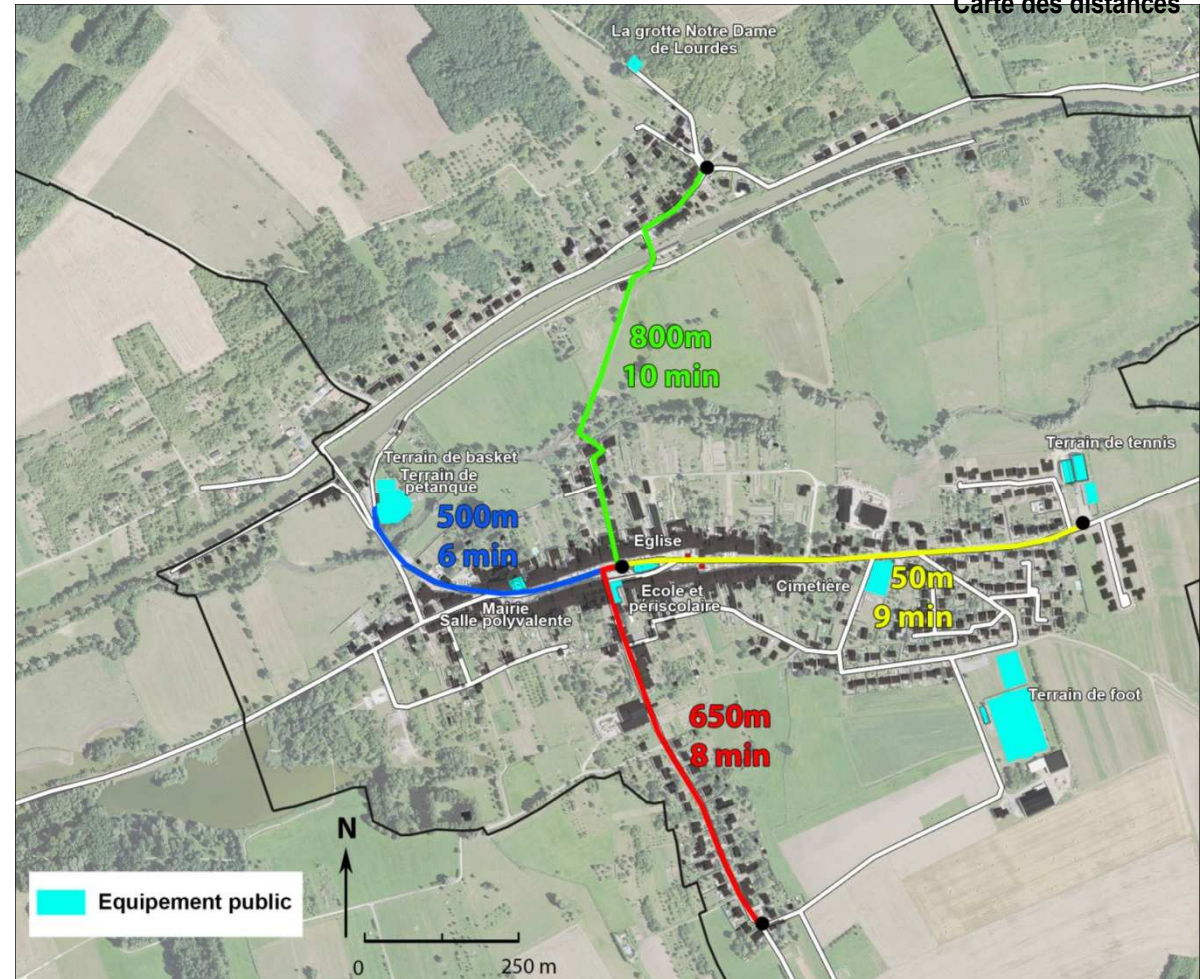 Carte des distances
La grotte Notre Dame
de Lourdes
800m
10 min
Terrain de basket
Terrain de
petanque
Terrain de tennis
500m
6 min
Eglise
Mairie
Salle polyvalente
Ecole et
périscolaire
Cimetière
50m
9 min
650m
8 min
Terrain de foot
N
Equipement public
0
250 m